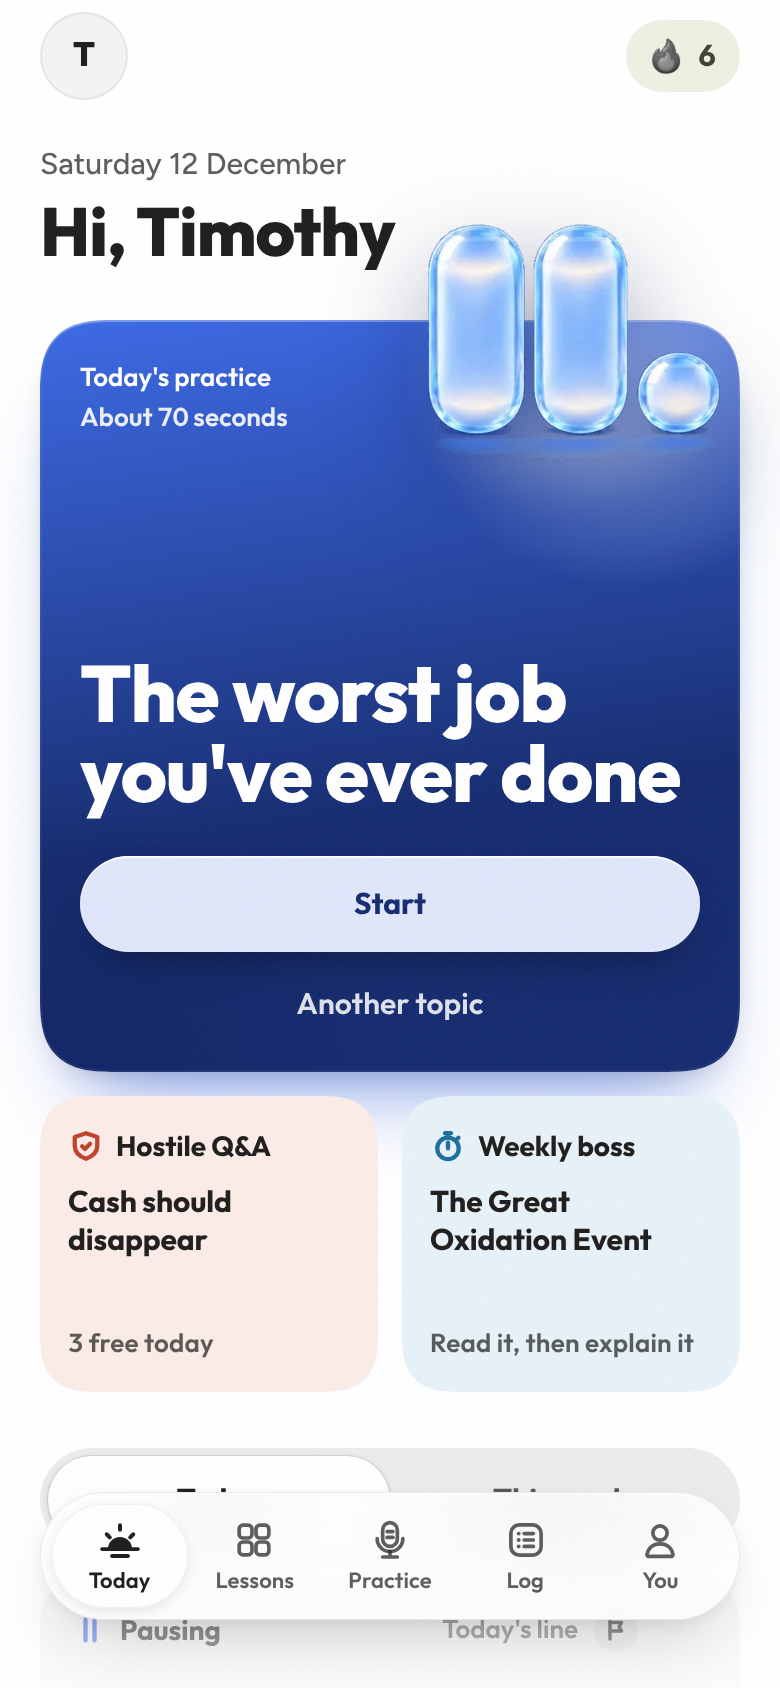 T
6
Saturday 12 December
Hi, Timothy
Today's practice
About 70 seconds
The worst job
you've ever done
Start
Another topic
Hostile Q&A
Cash should
disappear
3 free today
Weekly boss
The Great
Oxidation Event
Read it, then explain it
Today
Lessons
Practice
Log
You
Pausing
Today's line